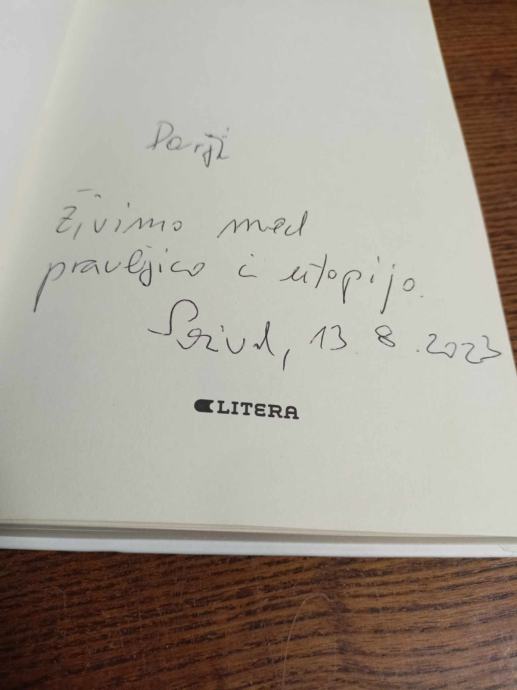 Darji
Živimo med
pravljico i utopijo.
13. 8. 2023
LITERA